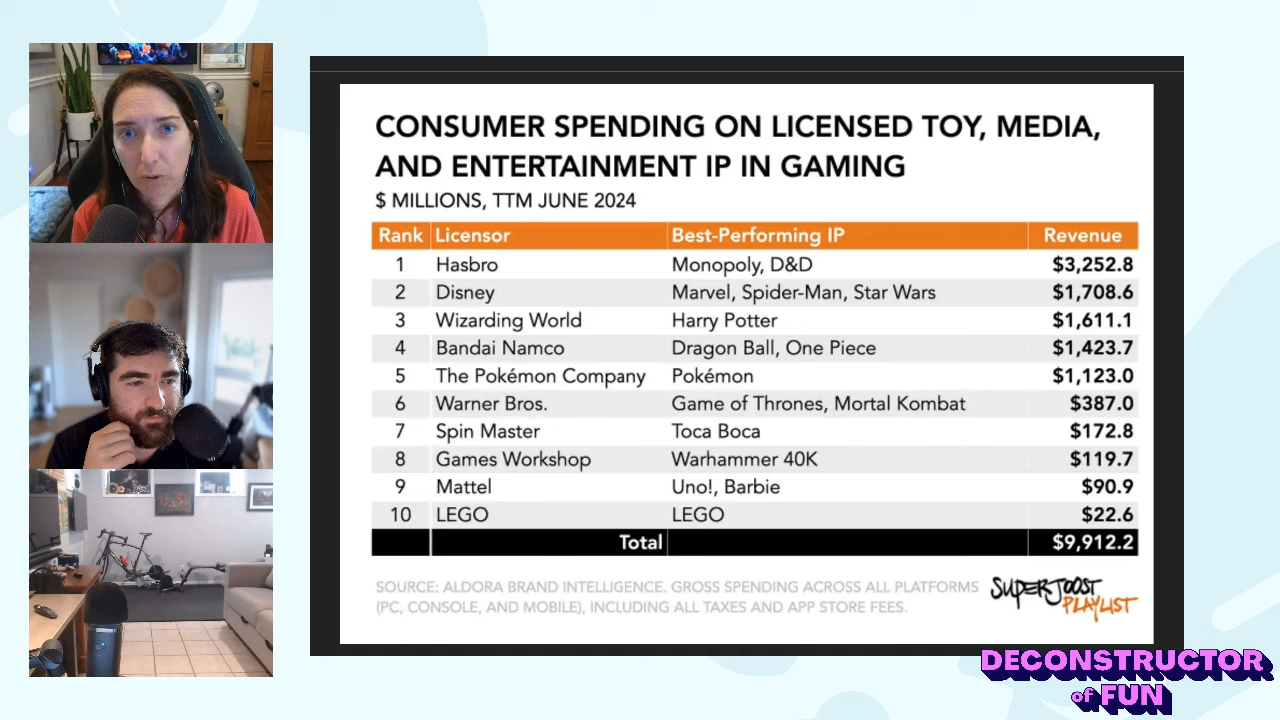 CONSUMER SPENDING ON LICENSED TOY, MEDIA,
AND ENTERTAINMENT IP IN GAMING
$ MILLIONS, TTM JUNE 2024
Rank Licensor Best-Performing IP Revenue
1 Hasbro Monopoly, D&D $3,252.8
2 Disney Marvel, Spider-Man, Star Wars $1,708.6
3 Wizarding World Harry Potter $1,611.1
4 Bandai Namco Dragon Ball, One Piece $1,423.7
5 The Pokémon Company Pokémon $1,123.0
6 Warner Bros. Game of Thrones, Mortal Kombat $387.0
7 Spin Master Toca Boca $172.8
8 Games Workshop Warhammer 40K $119.7
9 Mattel Uno!, Barbie $90.9
10 LEGO LEGO $22.6
Total $9,912.2
SOURCE: ALDORA BRAND INTELLIGENCE. GROSS SPENDING ACROSS ALL PLATFORMS
(PC, CONSOLE, AND MOBILE), INCLUDING ALL TAXES AND APP STORE FEES.
SUPERJOOST
PLAYLIST
DECONSTRUCTOR
of FUN